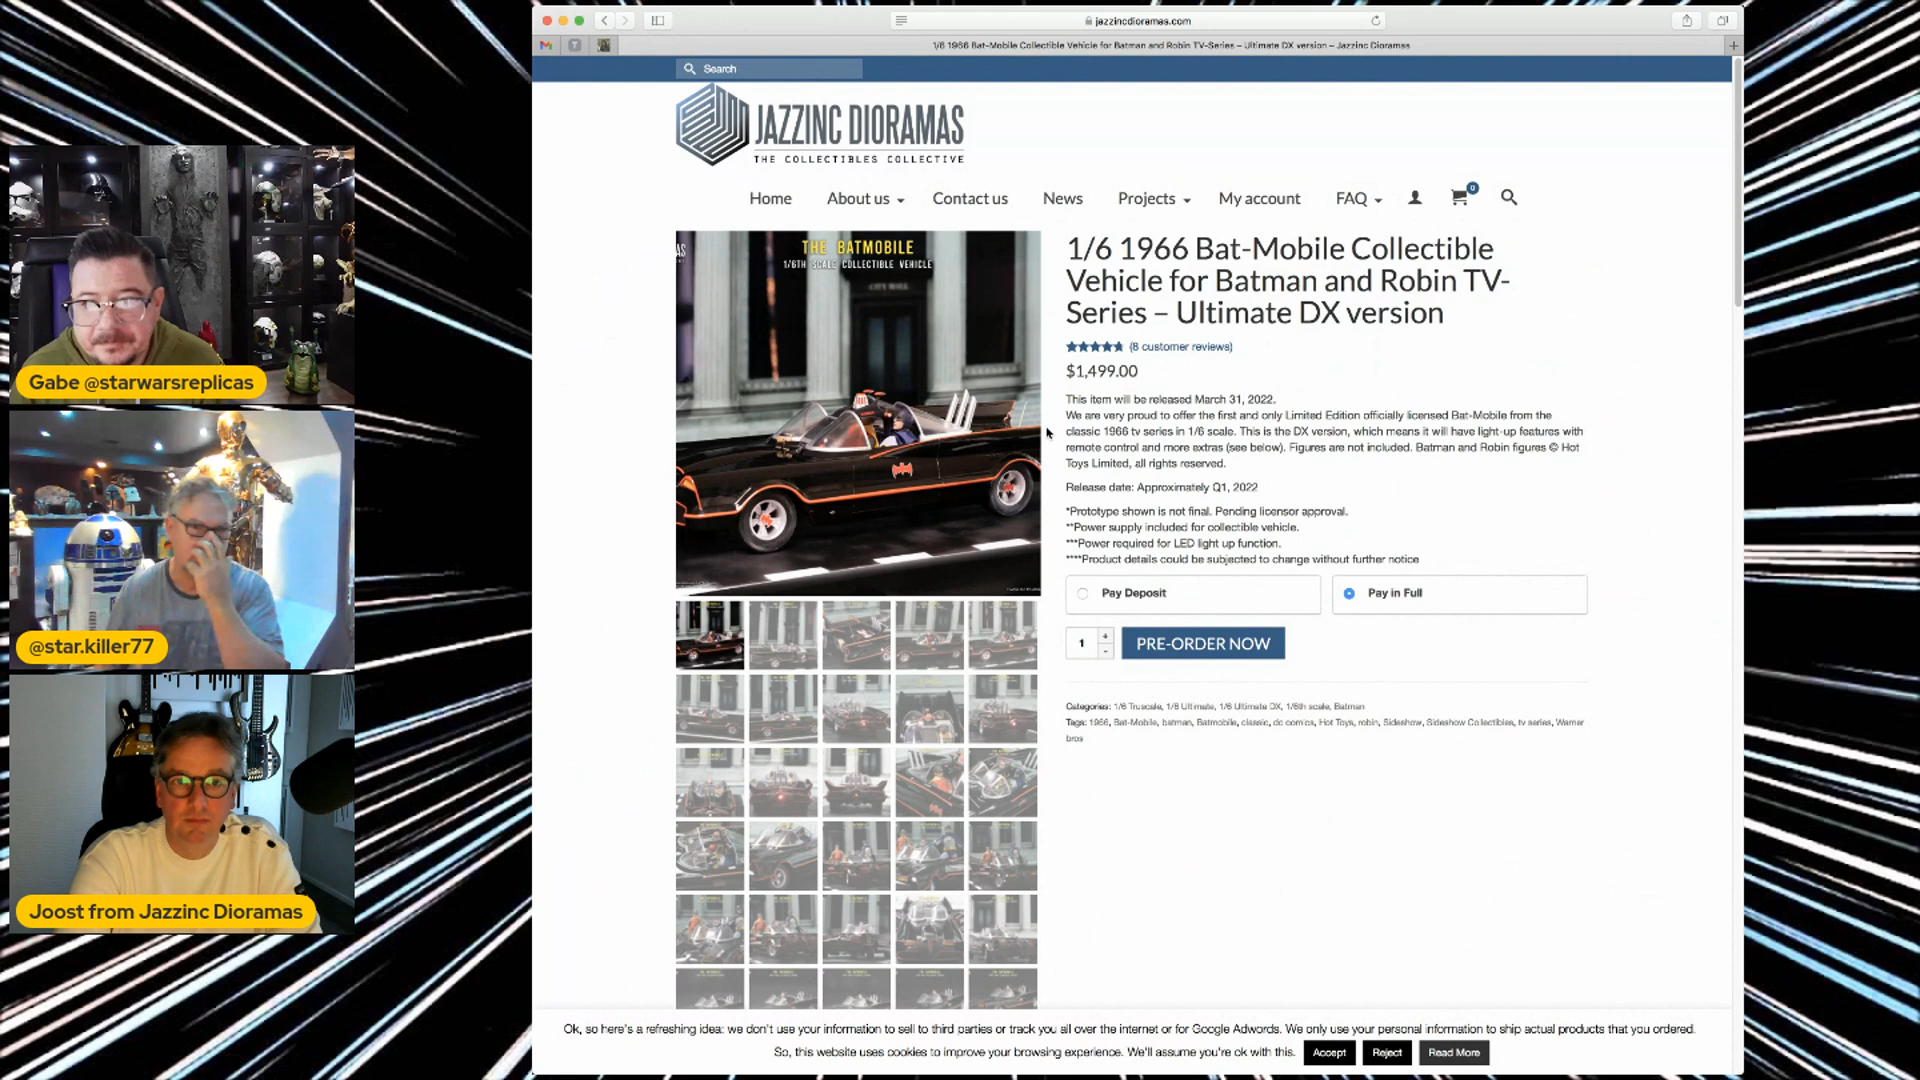 jazzincdioramas.com
1/6 1966 Bat-Mobile Collectible Vehicle for Batman and Robin TV-Series – Ultimate DX version – Jazzinc Dioramas
Search
JAZZINC DIORAMAS
THE COLLECTIBLES COLLECTIVE
Home About us Contact us News Projects My account FAQ 0
THE BATMOBILE
1/6TH SCALE COLLECTIBLE VEHICLE
CITY HALL
1/6 1966 Bat-Mobile Collectible
Vehicle for Batman and Robin TV-
Series – Ultimate DX version
(8 customer reviews)
$1,499.00
This item will be released March 31, 2022.
We are very proud to offer the first and only Limited Edition officially licensed Bat-Mobile from the
classic 1966 tv series in 1/6 scale. This is the DX version, which means it will have light-up features with
remote control and more extras (see below). Figures are not included. Batman and Robin figures © Hot
Toys Limited, all rights reserved.
Release date: Approximately Q1, 2022
*Prototype shown is not final. Pending licensor approval.
**Power supply included for collectible vehicle.
***Power required for LED light up function.
****Product details could be subjected to change without further notice
Pay Deposit
Pay in Full
1 + -
PRE-ORDER NOW
Categories: 1/6 Truscale, 1/6 Ultimate, 1/6 Ultimate DX, 1/6th scale, Batman
Tags: 1966, Bat-Mobile, batman, Batmobile, classic, dc comics, Hot Toys, robin, Sideshow, Sideshow Collectibles, tv series, Warner
bros
Ok, so here's a refreshing idea: we don't use your information to sell to third parties or track you all over the internet or for Google Adwords. We only use your personal information to ship actual products that you ordered.
So, this website uses cookies to improve your browsing experience. We'll assume you're ok with this.
Accept
Reject
Read More
Gabe @starwarsreplicas
@star.killer77
Joost from Jazzinc Dioramas